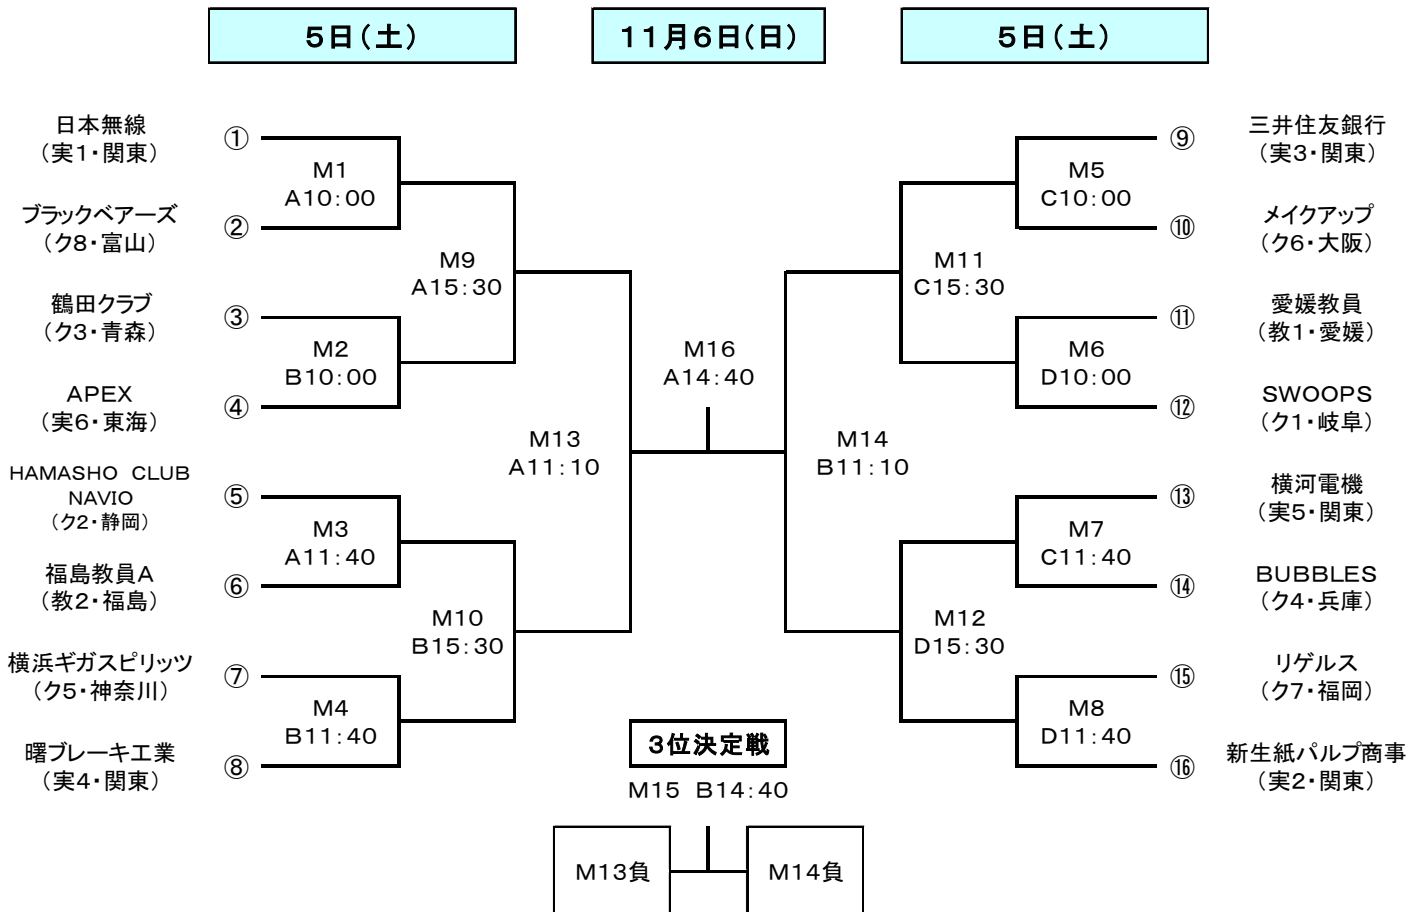 5日(土)
11月6日(日)
5日(土)
日本無線
(実1・関東)
①
M1
A10:00
ブラックベアーズ
(ク8・富山)
②
M9
A15:30
鶴田クラブ
(ク3・青森)
③
M2
B10:00
APEX
(実6・東海)
④
M13
A11:10
HAMASHO CLUB
NAVIO
(ク2・静岡)
⑤
M3
A11:40
福島教員A
(教2・福島)
⑥
M10
B15:30
横浜ギガスピリッツ
(ク5・神奈川)
⑦
M4
B11:40
曙ブレーキ工業
(実4・関東)
⑧
M16
A14:40
⑨
三井住友銀行
(実3・関東)
M5
C10:00
⑩
メイクアップ
(ク6・大阪)
M11
C15:30
⑪
愛媛教員
(教1・愛媛)
M6
D10:00
⑫
SWOOPS
(ク1・岐阜)
M14
B11:10
⑬
横河電機
(実5・関東)
M7
C11:40
⑭
BUBBLES
(ク4・兵庫)
M12
D15:30
⑮
リゲルス
(ク7・福岡)
M8
D11:40
⑯
新生紙パルプ商事
(実2・関東)
3位決定戦
M15 B14:40
M13負
M14負